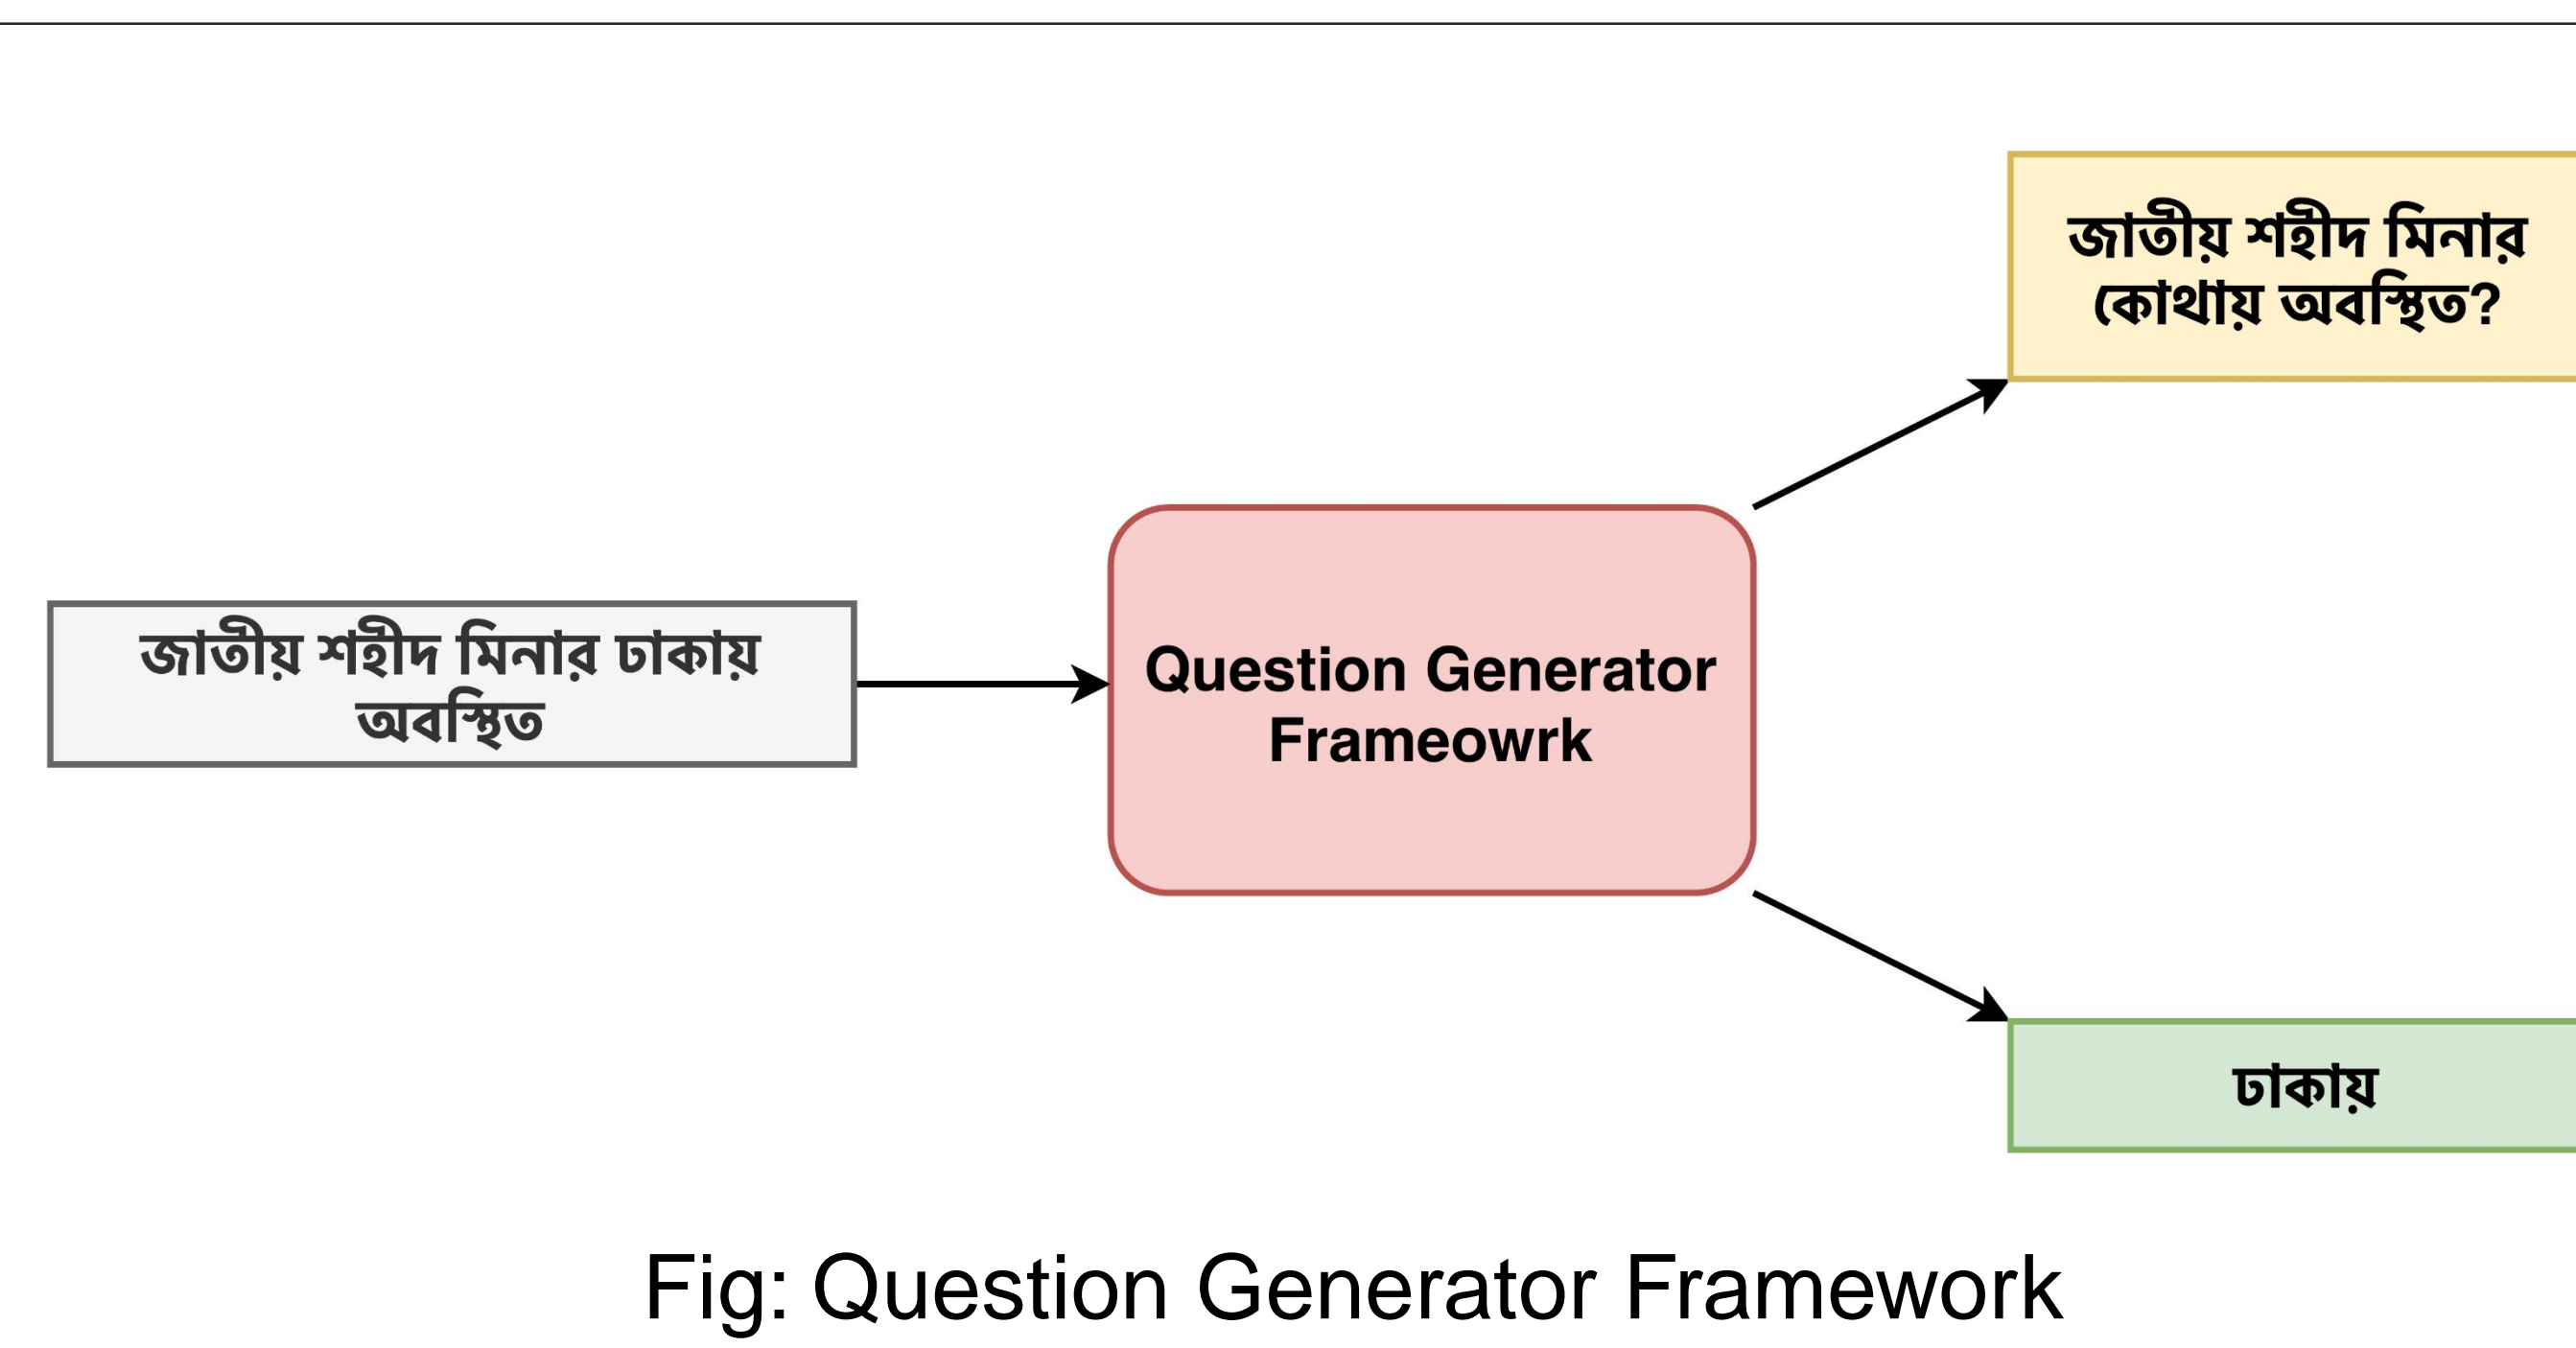 জাতীয় শহীদ মিনার
কোথায় অবস্থিত?
জাতীয় শহীদ মিনার ঢাকায়
অবস্থিত
Question Generator
Frameowrk
ঢাকায়
Fig: Question Generator Framework